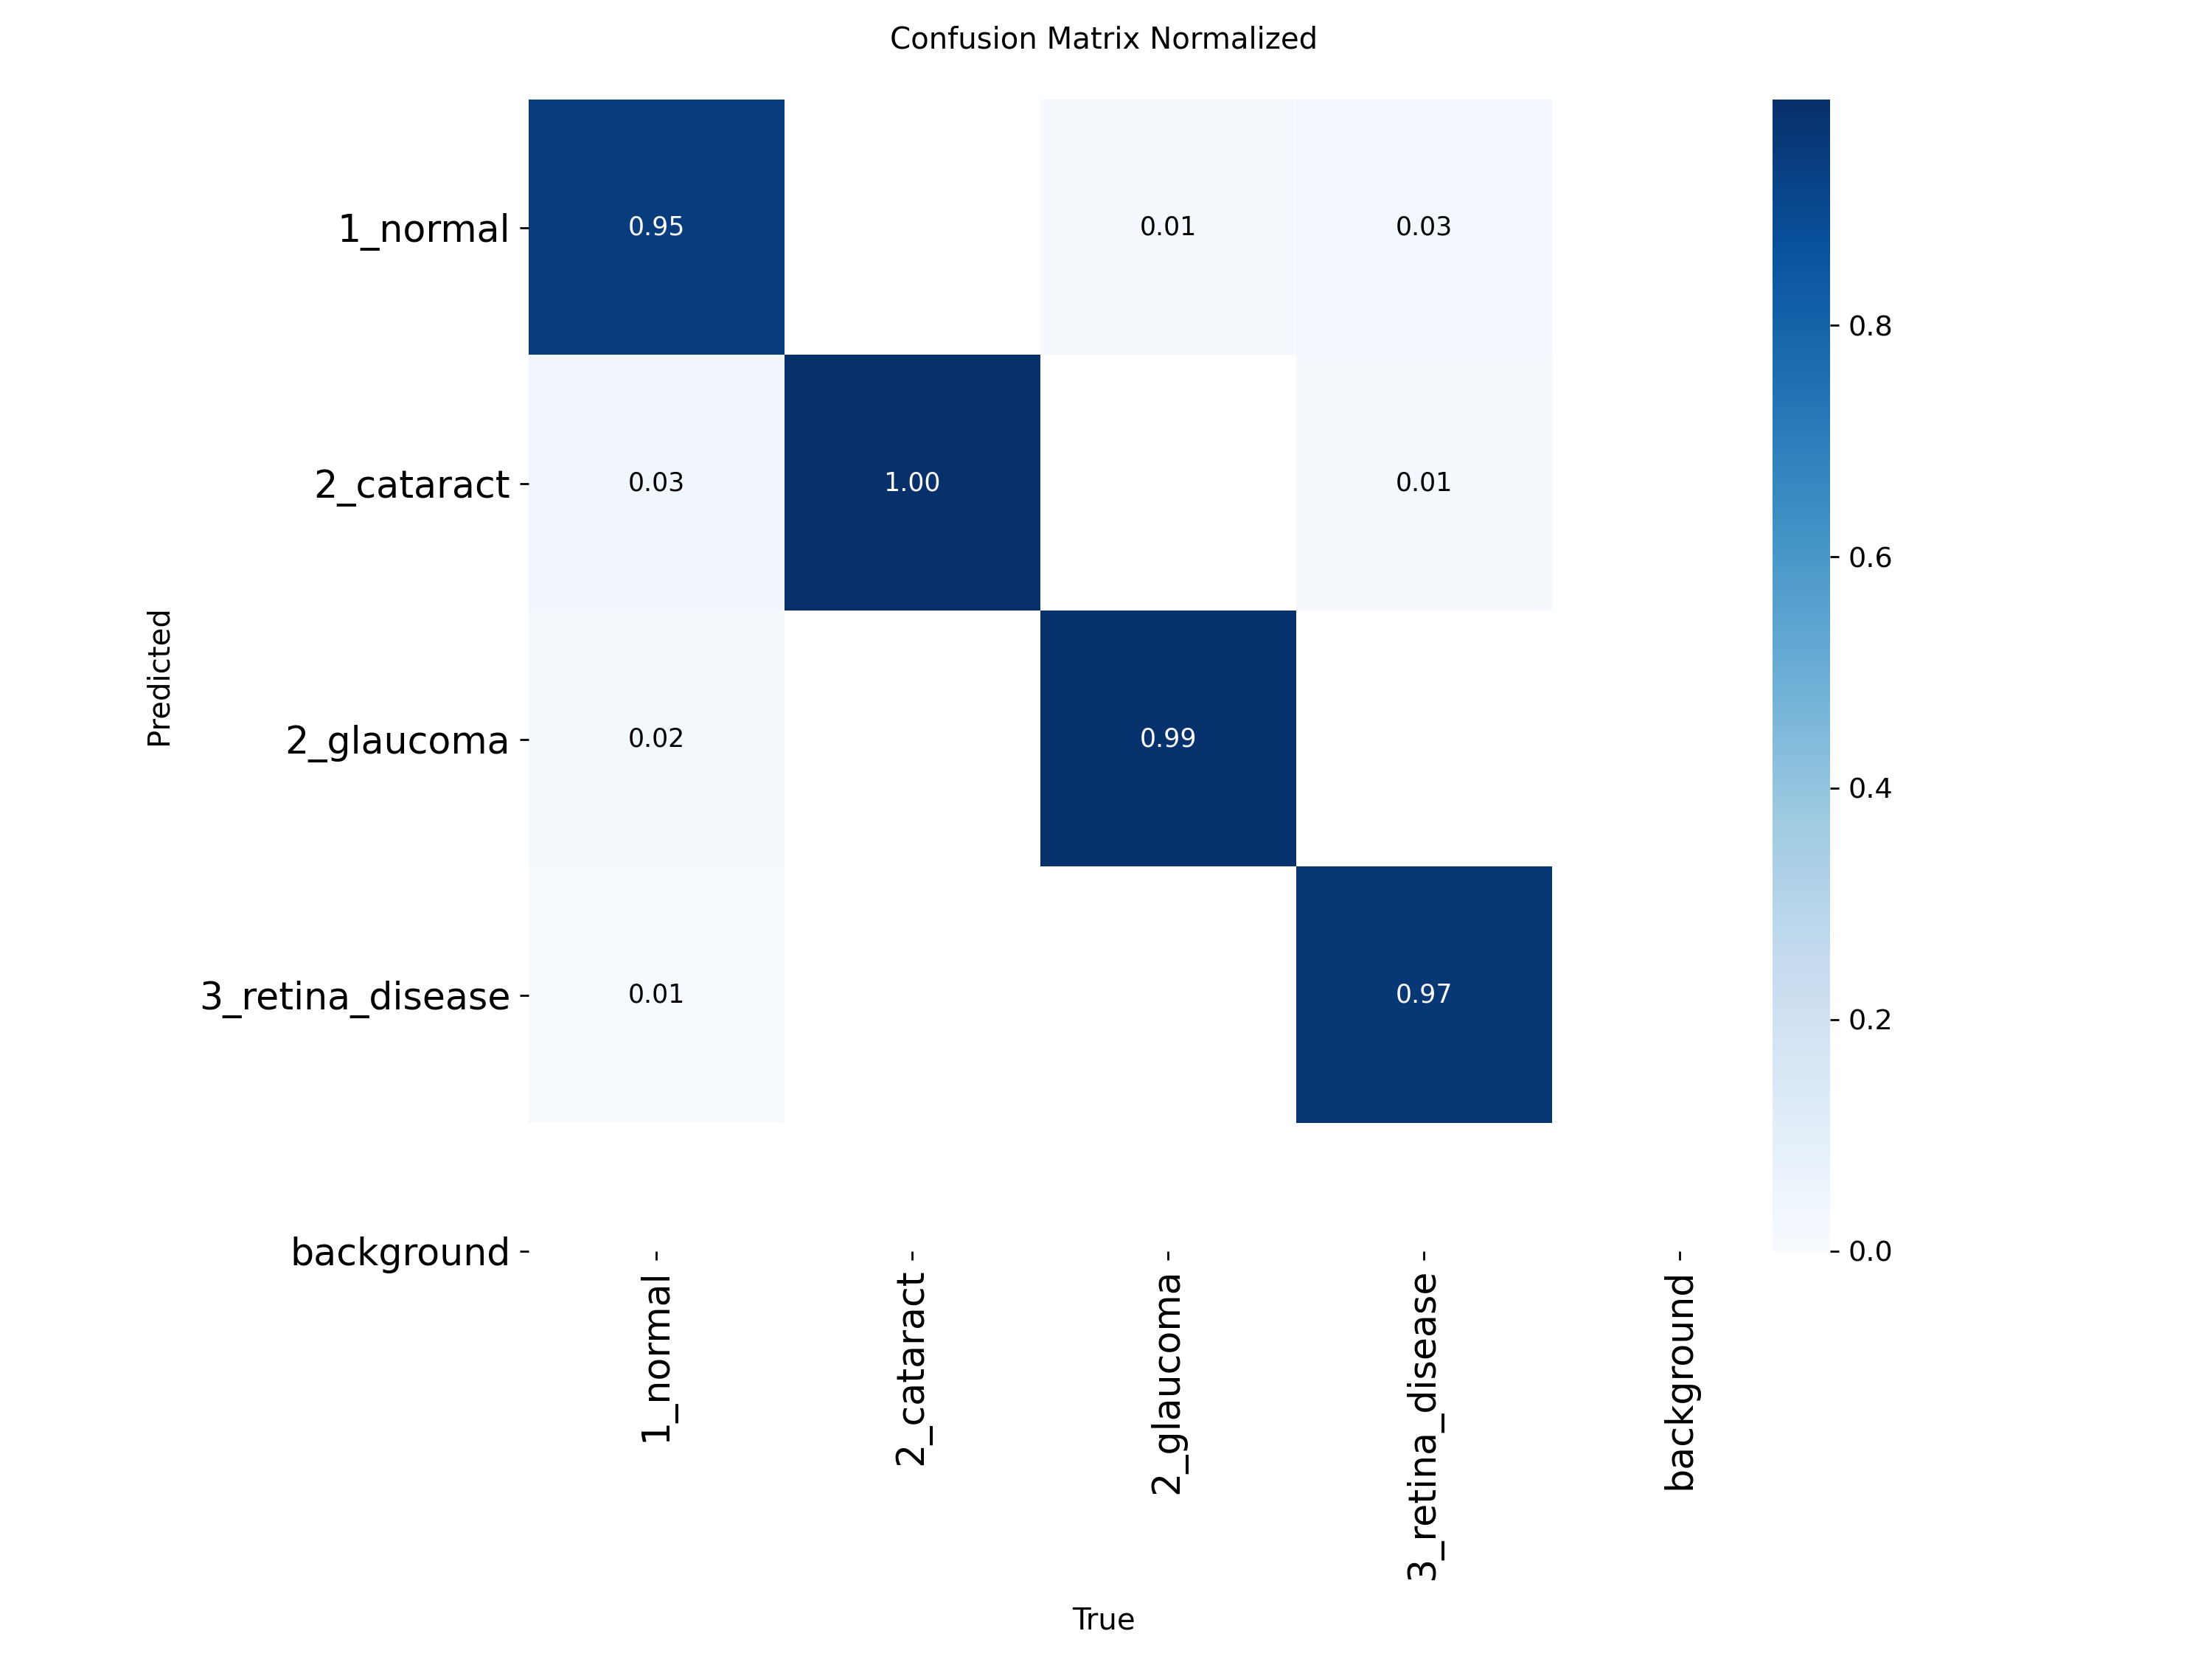 Confusion Matrix Normalized
1_normal
0.95
0.01
0.03
2_cataract
0.03
1.00
0.01
2_glaucoma
0.02
0.99
3_retina_disease
0.01
0.97
background
Predicted
1_normal
2_cataract
2_glaucoma
3_retina_disease
background
True
0.8
0.6
0.4
0.2
0.0